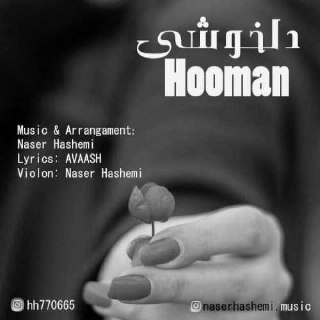 دلخوشی
Hooman
Music & Arrangament:
Naser Hashemi
Lyrics: AVAASH
Violon: Naser Hashemi
hh770665
naserhashemi.music